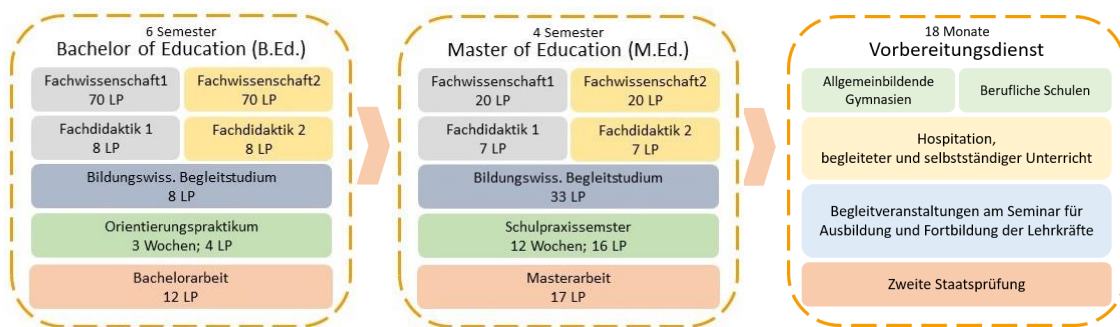 6 Semester
Bachelor of Education (B.Ed.)
Fachwissenschaft1
70 LP
Fachwissenschaft2
70 LP
Fachdidaktik 1
8 LP
Fachdidaktik 2
8 LP
Bildungswiss. Begleitstudium
8 LP
Orientierungspraktikum
3 Wochen; 4 LP
Bachelorarbeit
12 LP
4 Semester
Master of Education (M.Ed.)
Fachwissenschaft1
20 LP
Fachwissenschaft2
20 LP
Fachdidaktik 1
7 LP
Fachdidaktik 2
7 LP
Bildungswiss. Begleitstudium
33 LP
Schulpraxissemster
12 Wochen; 16 LP
Masterarbeit
17 LP
18 Monate
Vorbereitungsdienst
Allgemeinbildende
Gymnasien
Berufliche Schulen
Hospitation,
begleiteter und selbstständiger Unterricht
Begleitveranstaltungen am Seminar für
Ausbildung und Fortbildung der Lehrkräfte
Zweite Staatsprüfung